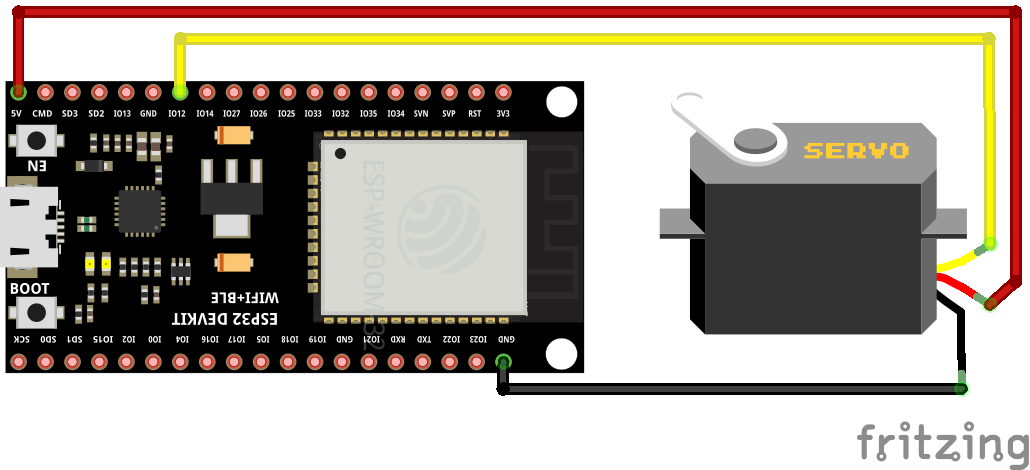 5V CMD SD3 SD2 IO13 GND IO12 IO14 IO27 IO26 IO25 IO33 IO32 IO35 IO34 SVN SVP RST 3V3
EN
SERVO
ESP-WROOM-32
BOOT
WIFI+BLE
ESP32 DEVKIT
SCK SD0 SD1 IO15 IO2 IO0 IO4 IO16 IO17 IO5 IO18 IO19 GND IO21 RXD TXD IO22 IO23 GND
fritzing